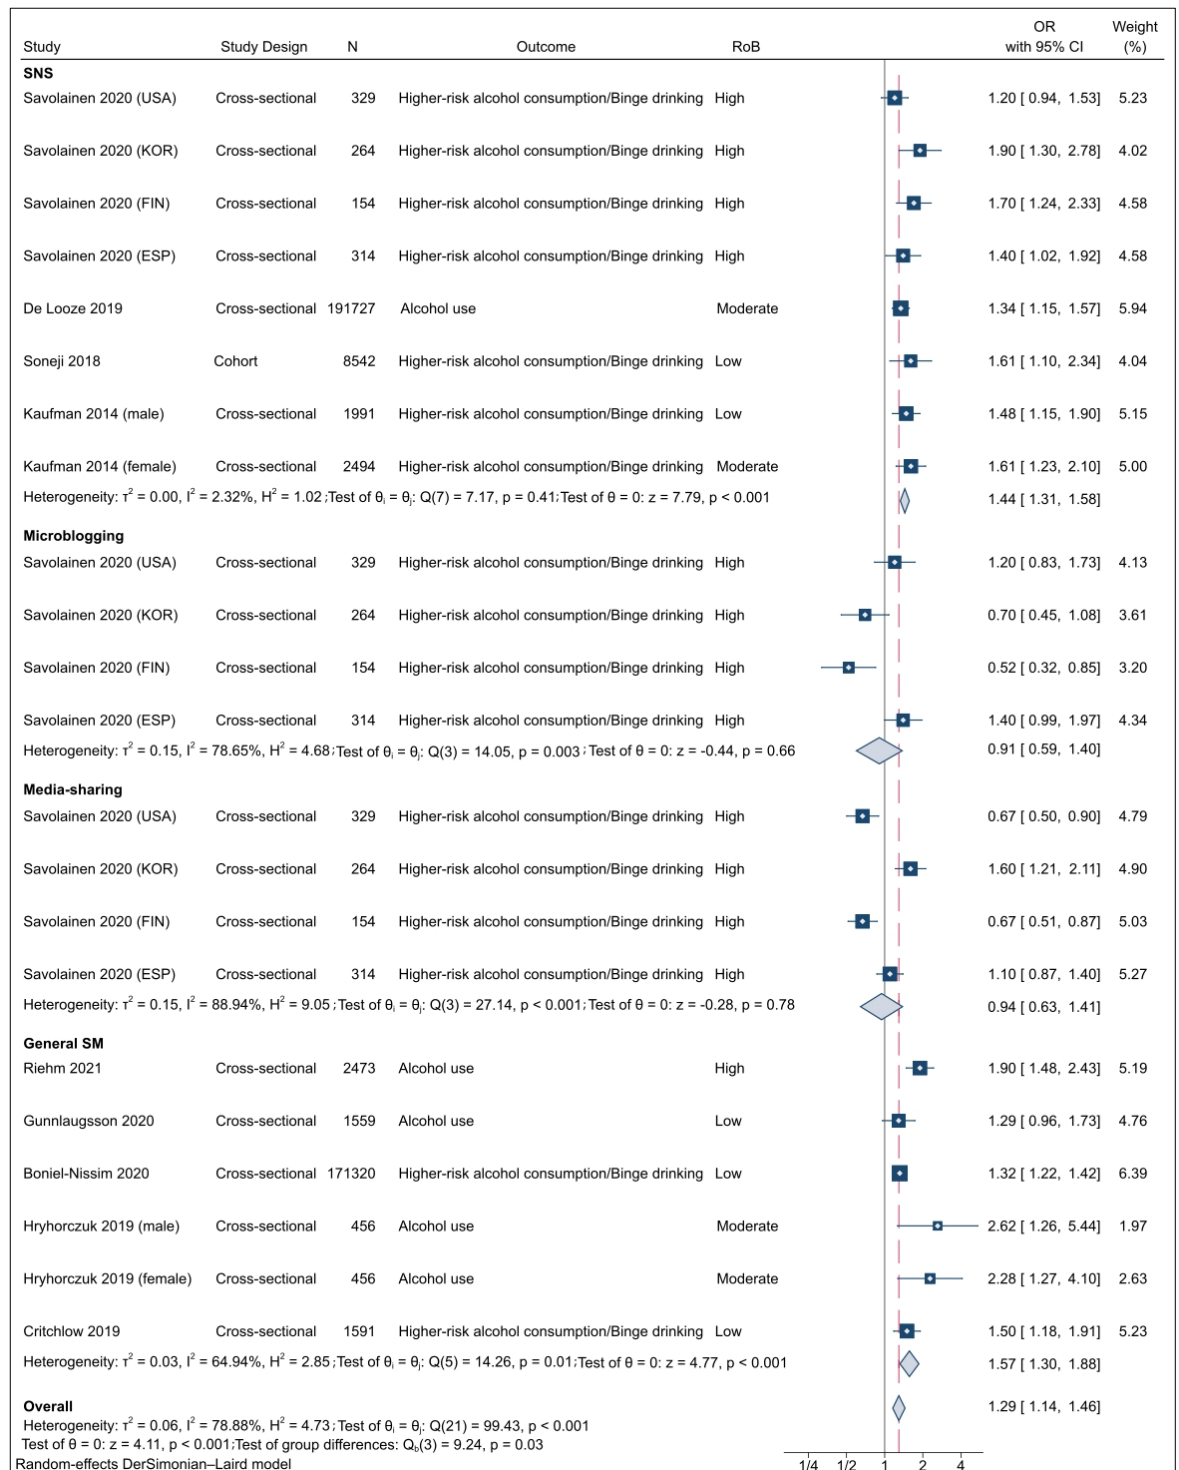 OR Weight
Study Study Design N Outcome RoB with 95% CI (%)
SNS
Savolainen 2020 (USA) Cross-sectional 329 Higher-risk alcohol consumption/Binge drinking High 1.20 [ 0.94, 1.53] 5.23
Savolainen 2020 (KOR) Cross-sectional 264 Higher-risk alcohol consumption/Binge drinking High 1.90 [ 1.30, 2.78] 4.02
Savolainen 2020 (FIN) Cross-sectional 154 Higher-risk alcohol consumption/Binge drinking High 1.70 [ 1.24, 2.33] 4.58
Savolainen 2020 (ESP) Cross-sectional 314 Higher-risk alcohol consumption/Binge drinking High 1.40 [ 1.02, 1.92] 4.58
De Looze 2019 Cross-sectional 191727 Alcohol use Moderate 1.34 [ 1.15, 1.57] 5.94
Soneji 2018 Cohort 8542 Higher-risk alcohol consumption/Binge drinking Low 1.61 [ 1.10, 2.34] 4.04
Kaufman 2014 (male) Cross-sectional 1991 Higher-risk alcohol consumption/Binge drinking Low 1.48 [ 1.15, 1.90] 5.15
Kaufman 2014 (female) Cross-sectional 2494 Higher-risk alcohol consumption/Binge drinking Moderate 1.61 [ 1.23, 2.10] 5.00
Heterogeneity: τ² = 0.00, I² = 2.32%, H² = 1.02; Test of θᵢ = θⱼ: Q(7) = 7.17, p = 0.41; Test of θ = 0: z = 7.79, p < 0.001 1.44 [ 1.31, 1.58]
Microblogging
Savolainen 2020 (USA) Cross-sectional 329 Higher-risk alcohol consumption/Binge drinking High 1.20 [ 0.83, 1.73] 4.13
Savolainen 2020 (KOR) Cross-sectional 264 Higher-risk alcohol consumption/Binge drinking High 0.70 [ 0.45, 1.08] 3.61
Savolainen 2020 (FIN) Cross-sectional 154 Higher-risk alcohol consumption/Binge drinking High 0.52 [ 0.32, 0.85] 3.20
Savolainen 2020 (ESP) Cross-sectional 314 Higher-risk alcohol consumption/Binge drinking High 1.40 [ 0.99, 1.97] 4.34
Heterogeneity: τ² = 0.15, I² = 78.65%, H² = 4.68; Test of θᵢ = θⱼ: Q(3) = 14.05, p = 0.003; Test of θ = 0: z = -0.44, p = 0.66 0.91 [ 0.59, 1.40]
Media-sharing
Savolainen 2020 (USA) Cross-sectional 329 Higher-risk alcohol consumption/Binge drinking High 0.67 [ 0.50, 0.90] 4.79
Savolainen 2020 (KOR) Cross-sectional 264 Higher-risk alcohol consumption/Binge drinking High 1.60 [ 1.21, 2.11] 4.90
Savolainen 2020 (FIN) Cross-sectional 154 Higher-risk alcohol consumption/Binge drinking High 0.67 [ 0.51, 0.87] 5.03
Savolainen 2020 (ESP) Cross-sectional 314 Higher-risk alcohol consumption/Binge drinking High 1.10 [ 0.87, 1.40] 5.27
Heterogeneity: τ² = 0.15, I² = 88.94%, H² = 9.05; Test of θᵢ = θⱼ: Q(3) = 27.14, p < 0.001; Test of θ = 0: z = -0.28, p = 0.78 0.94 [ 0.63, 1.41]
General SM
Riehm 2021 Cross-sectional 2473 Alcohol use High 1.90 [ 1.48, 2.43] 5.19
Gunnlaugsson 2020 Cross-sectional 1559 Alcohol use Low 1.29 [ 0.96, 1.73] 4.76
Boniel-Nissim 2020 Cross-sectional 171320 Higher-risk alcohol consumption/Binge drinking Low 1.32 [ 1.22, 1.42] 6.39
Hryhorczuk 2019 (male) Cross-sectional 456 Alcohol use Moderate 2.62 [ 1.26, 5.44] 1.97
Hryhorczuk 2019 (female) Cross-sectional 456 Alcohol use Moderate 2.28 [ 1.27, 4.10] 2.63
Critchlow 2019 Cross-sectional 1591 Higher-risk alcohol consumption/Binge drinking Low 1.50 [ 1.18, 1.91] 5.23
Heterogeneity: τ² = 0.03, I² = 64.94%, H² = 2.85; Test of θᵢ = θⱼ: Q(5) = 14.26, p = 0.01; Test of θ = 0: z = 4.77, p < 0.001 1.57 [ 1.30, 1.88]
Overall 1.29 [ 1.14, 1.46]
Heterogeneity: τ² = 0.06, I² = 78.88%, H² = 4.73; Test of θᵢ = θⱼ: Q(21) = 99.43, p < 0.001
Test of θ = 0: z = 4.11, p < 0.001; Test of group differences: Q_b(3) = 9.24, p = 0.03
1/4 1/2 1 2 4
Random-effects DerSimonian–Laird model